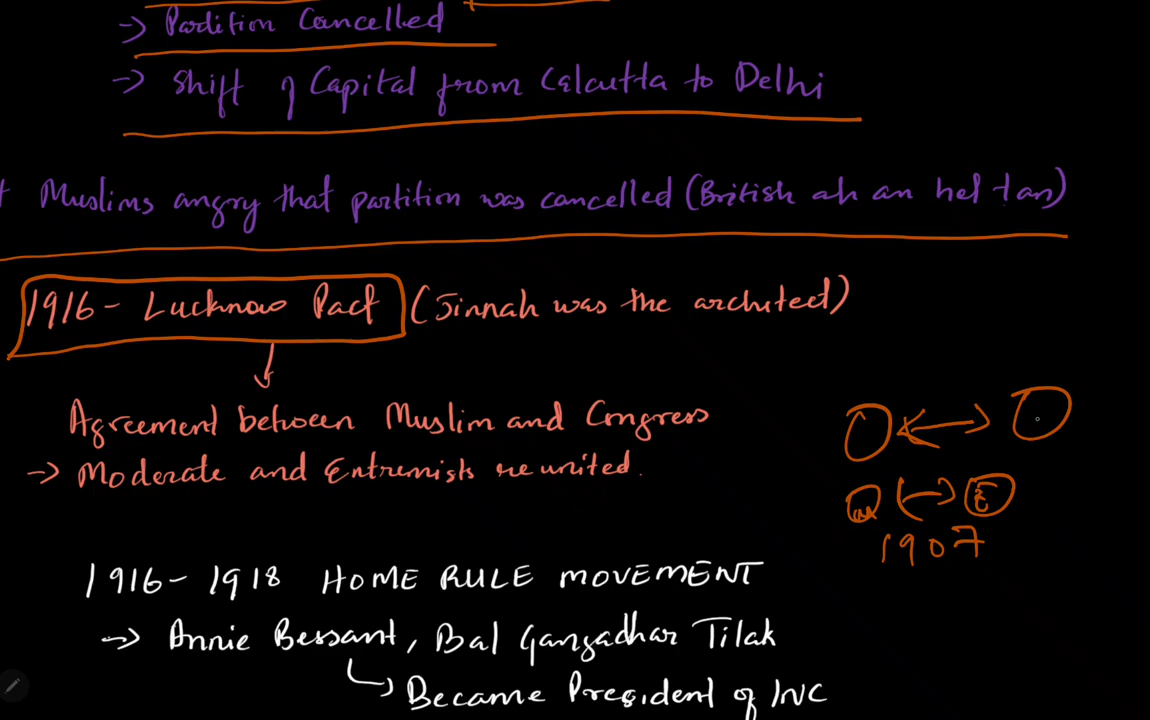 → Partition Cancelled
→ Shift of Capital from Calcutta to Delhi
Muslims angry that partition was cancelled (British ah an hel tan)
1916 - Lucknow Pact (Jinnah was the architect)
Agreement between Muslim and Congress
→ Moderate and Extremists reunited.
M ↔ E
1907
1916 - 1918 HOME RULE MOVEMENT
→ Annie Bessant, Bal Gangadhar Tilak
↳ Became President of INC